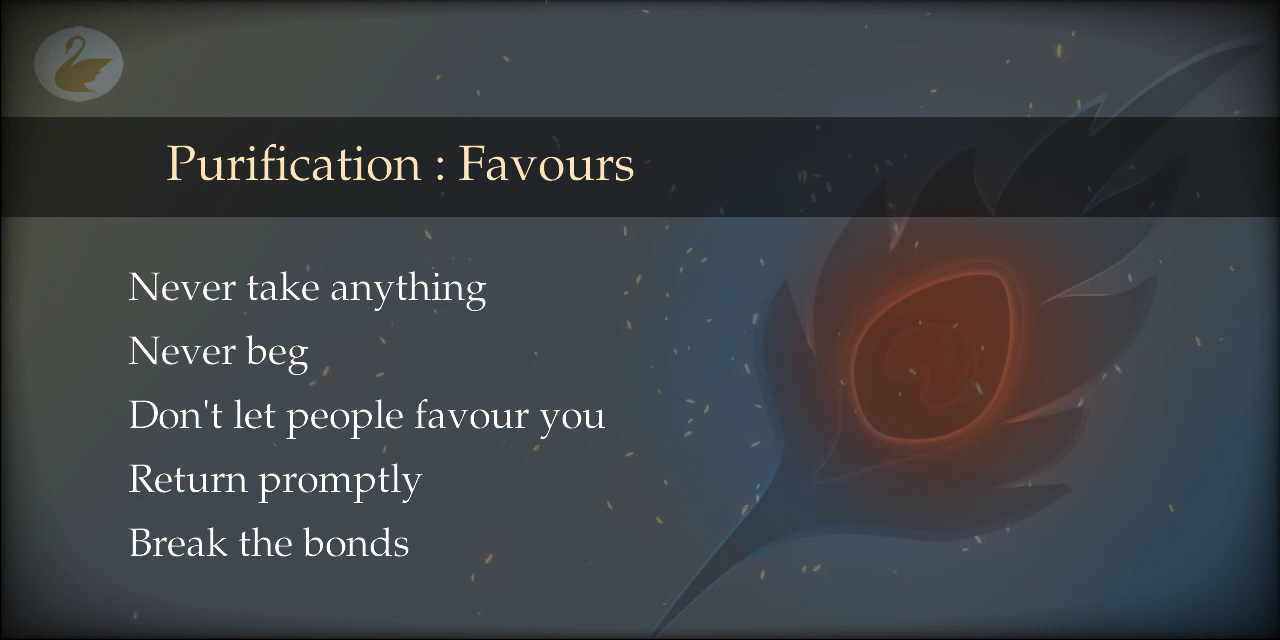 Purification : Favours
Never take anything
Never beg
Don't let people favour you
Return promptly
Break the bonds